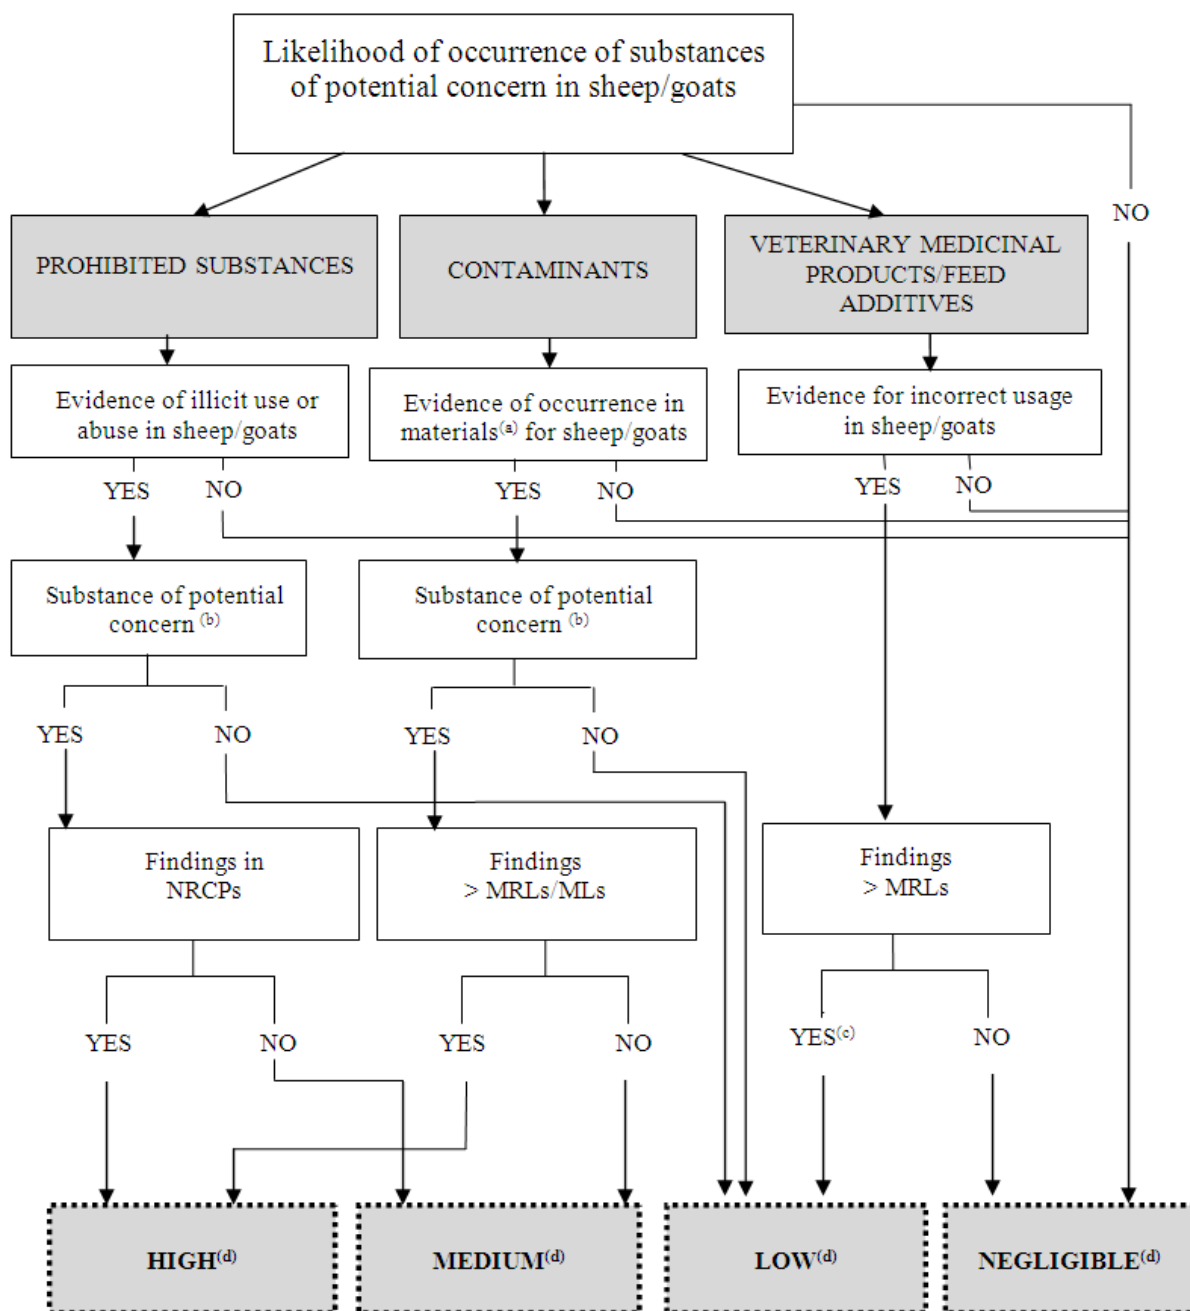 Likelihood of occurrence of substances
of potential concern in sheep/goats
NO
PROHIBITED SUBSTANCES
CONTAMINANTS
VETERINARY MEDICINAL
PRODUCTS/FEED
ADDITIVES
Evidence of illicit use or
abuse in sheep/goats
Evidence of occurrence in
materials(a) for sheep/goats
Evidence for incorrect usage
in sheep/goats
YES
NO
YES
NO
YES
NO
Substance of potential
concern (b)
Substance of potential
concern (b)
YES
NO
YES
NO
Findings in
NRCPs
Findings
> MRLs/MLs
Findings
> MRLs
YES
NO
YES
NO
YES(c)
NO
HIGH(d)
MEDIUM(d)
LOW(d)
NEGLIGIBLE(d)